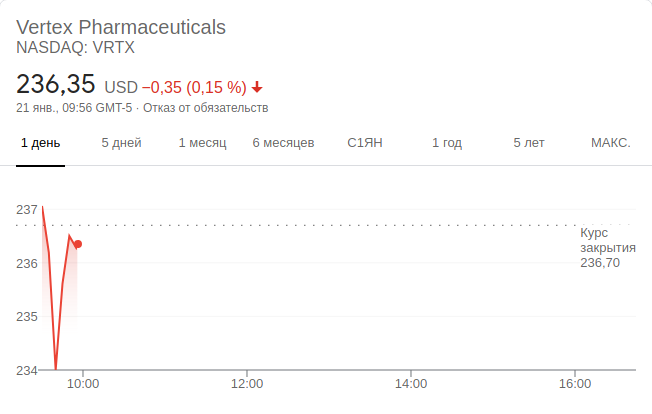 Vertex Pharmaceuticals
NASDAQ: VRTX
236,35 USD −0,35 (0,15 %)
21 янв., 09:56 GMT-5 · Отказ от обязательств
1 день 5 дней 1 месяц 6 месяцев С1ЯН 1 год 5 лет МАКС.
237
Курс
закрытия
236,70
236
235
234
10:00 12:00 14:00 16:00